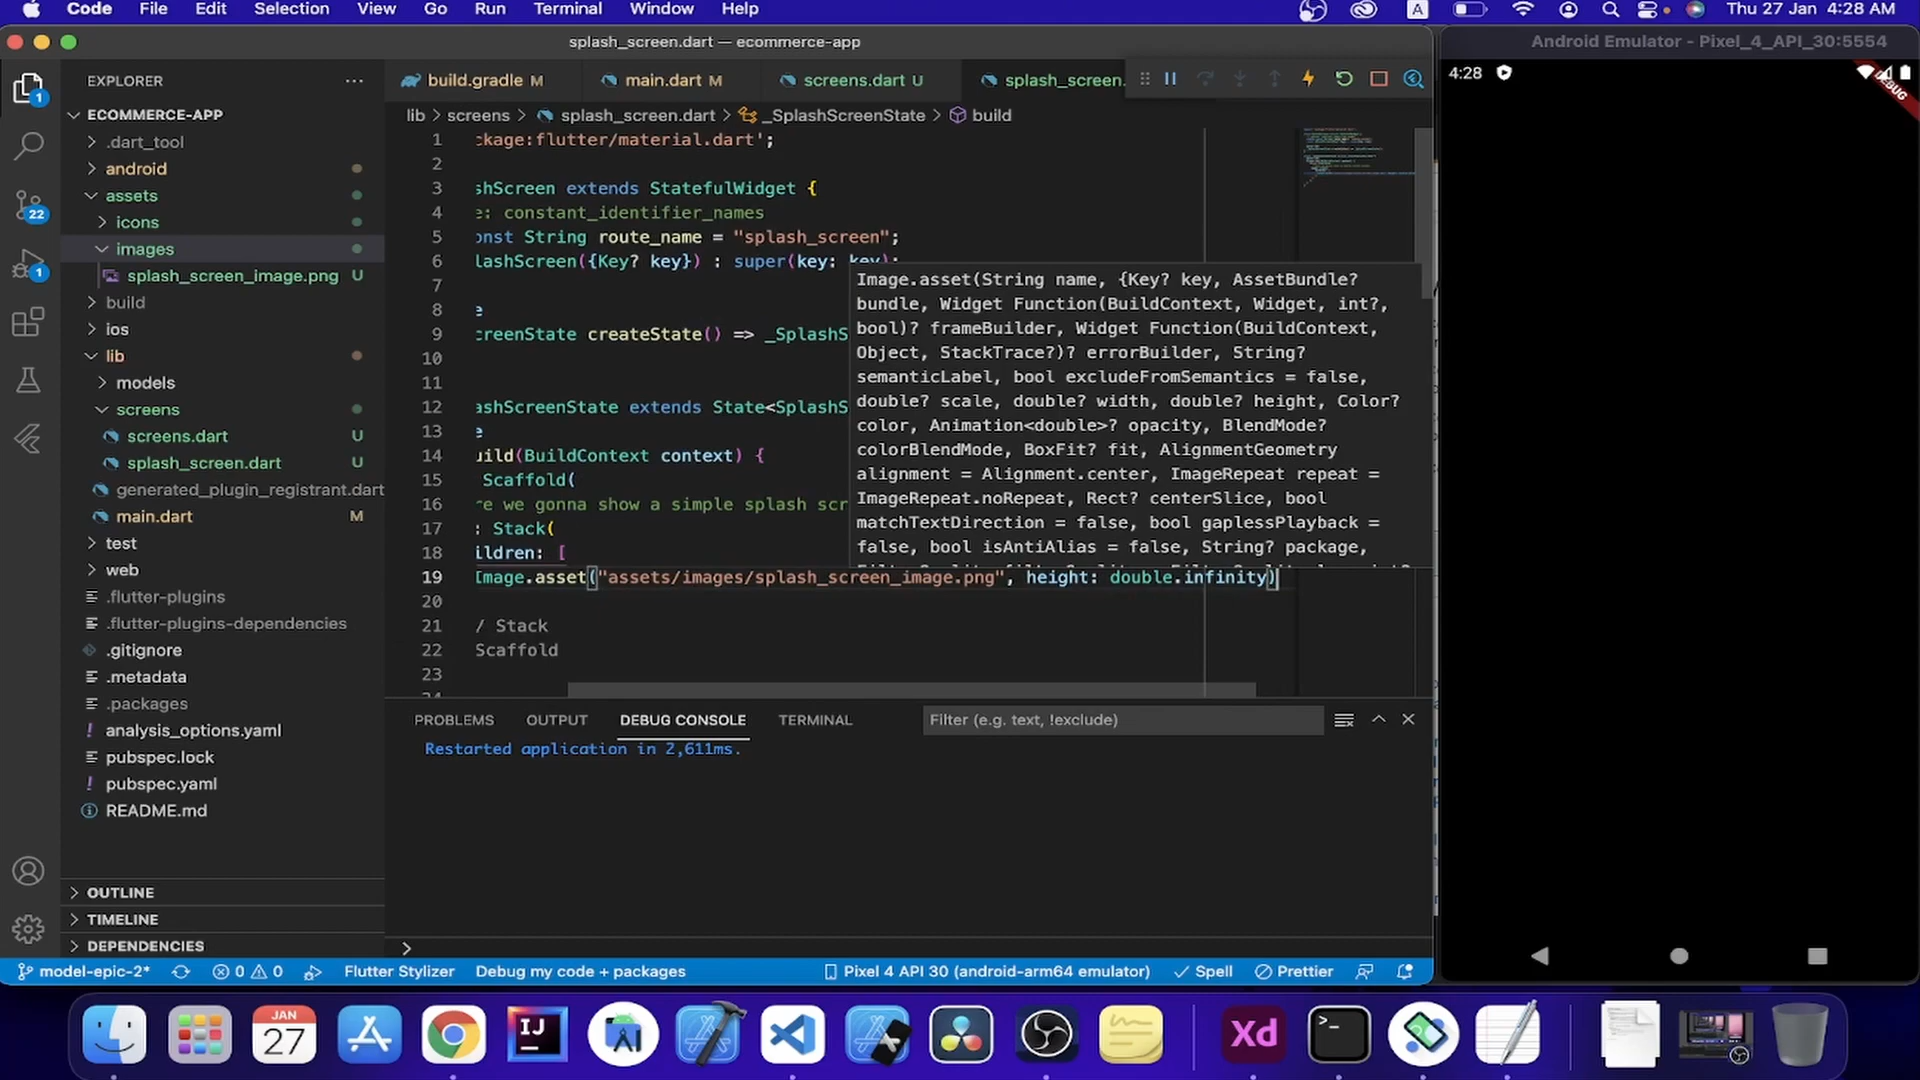 Code File Edit Selection View Go Run Terminal Window Help
A
Thu 27 Jan 4:28 AM
splash_screen.dart — ecommerce-app
Android Emulator - Pixel_4_API_30:5554
EXPLORER
ECOMMERCE-APP
.dart_tool
android
assets
icons
images
splash_screen_image.png U
build
ios
lib
models
screens
screens.dart U
splash_screen.dart U
generated_plugin_registrant.dart
main.dart M
test
web
.flutter-plugins
.flutter-plugins-dependencies
.gitignore
.metadata
.packages
analysis_options.yaml
pubspec.lock
pubspec.yaml
README.md
OUTLINE
TIMELINE
DEPENDENCIES
1
22
1
build.gradle M main.dart M screens.dart U splash_screen.
lib > screens > splash_screen.dart > _SplashScreenState > build
1 ckage:flutter/material.dart';
2
3 shScreen extends StatefulWidget {
4 e: constant_identifier_names
5 onst String route_name = "splash_screen";
6 lashScreen({Key? key}) : super(key: key);
7
8 e
9 creenState createState() => _SplashS
10
11
12 ashScreenState extends State<SplashS
13 e
14 uild(BuildContext context) {
15 Scaffold(
16 re we gonna show a simple splash scr
17 : Stack(
18 ildren: [
19 Image.asset("assets/images/splash_screen_image.png", height: double.infinity)
20
21 / Stack
22 Scaffold
23
Image.asset(String name, {Key? key, AssetBundle?
bundle, Widget Function(BuildContext, Widget, int?,
bool)? frameBuilder, Widget Function(BuildContext,
Object, StackTrace?)? errorBuilder, String?
semanticLabel, bool excludeFromSemantics = false,
double? scale, double? width, double? height, Color?
color, Animation<double>? opacity, BlendMode?
colorBlendMode, BoxFit? fit, AlignmentGeometry
alignment = Alignment.center, ImageRepeat repeat =
ImageRepeat.noRepeat, Rect? centerSlice, bool
matchTextDirection = false, bool gaplessPlayback =
false, bool isAntiAlias = false, String? package,
PROBLEMS OUTPUT DEBUG CONSOLE TERMINAL
Filter (e.g. text, !exclude)
Restarted application in 2,611ms.
model-epic-2* 0 0 Flutter Stylizer Debug my code + packages
Pixel 4 API 30 (android-arm64 emulator) Spell Prettier
4:28
DEBUG
JAN
27
IJ
Xd